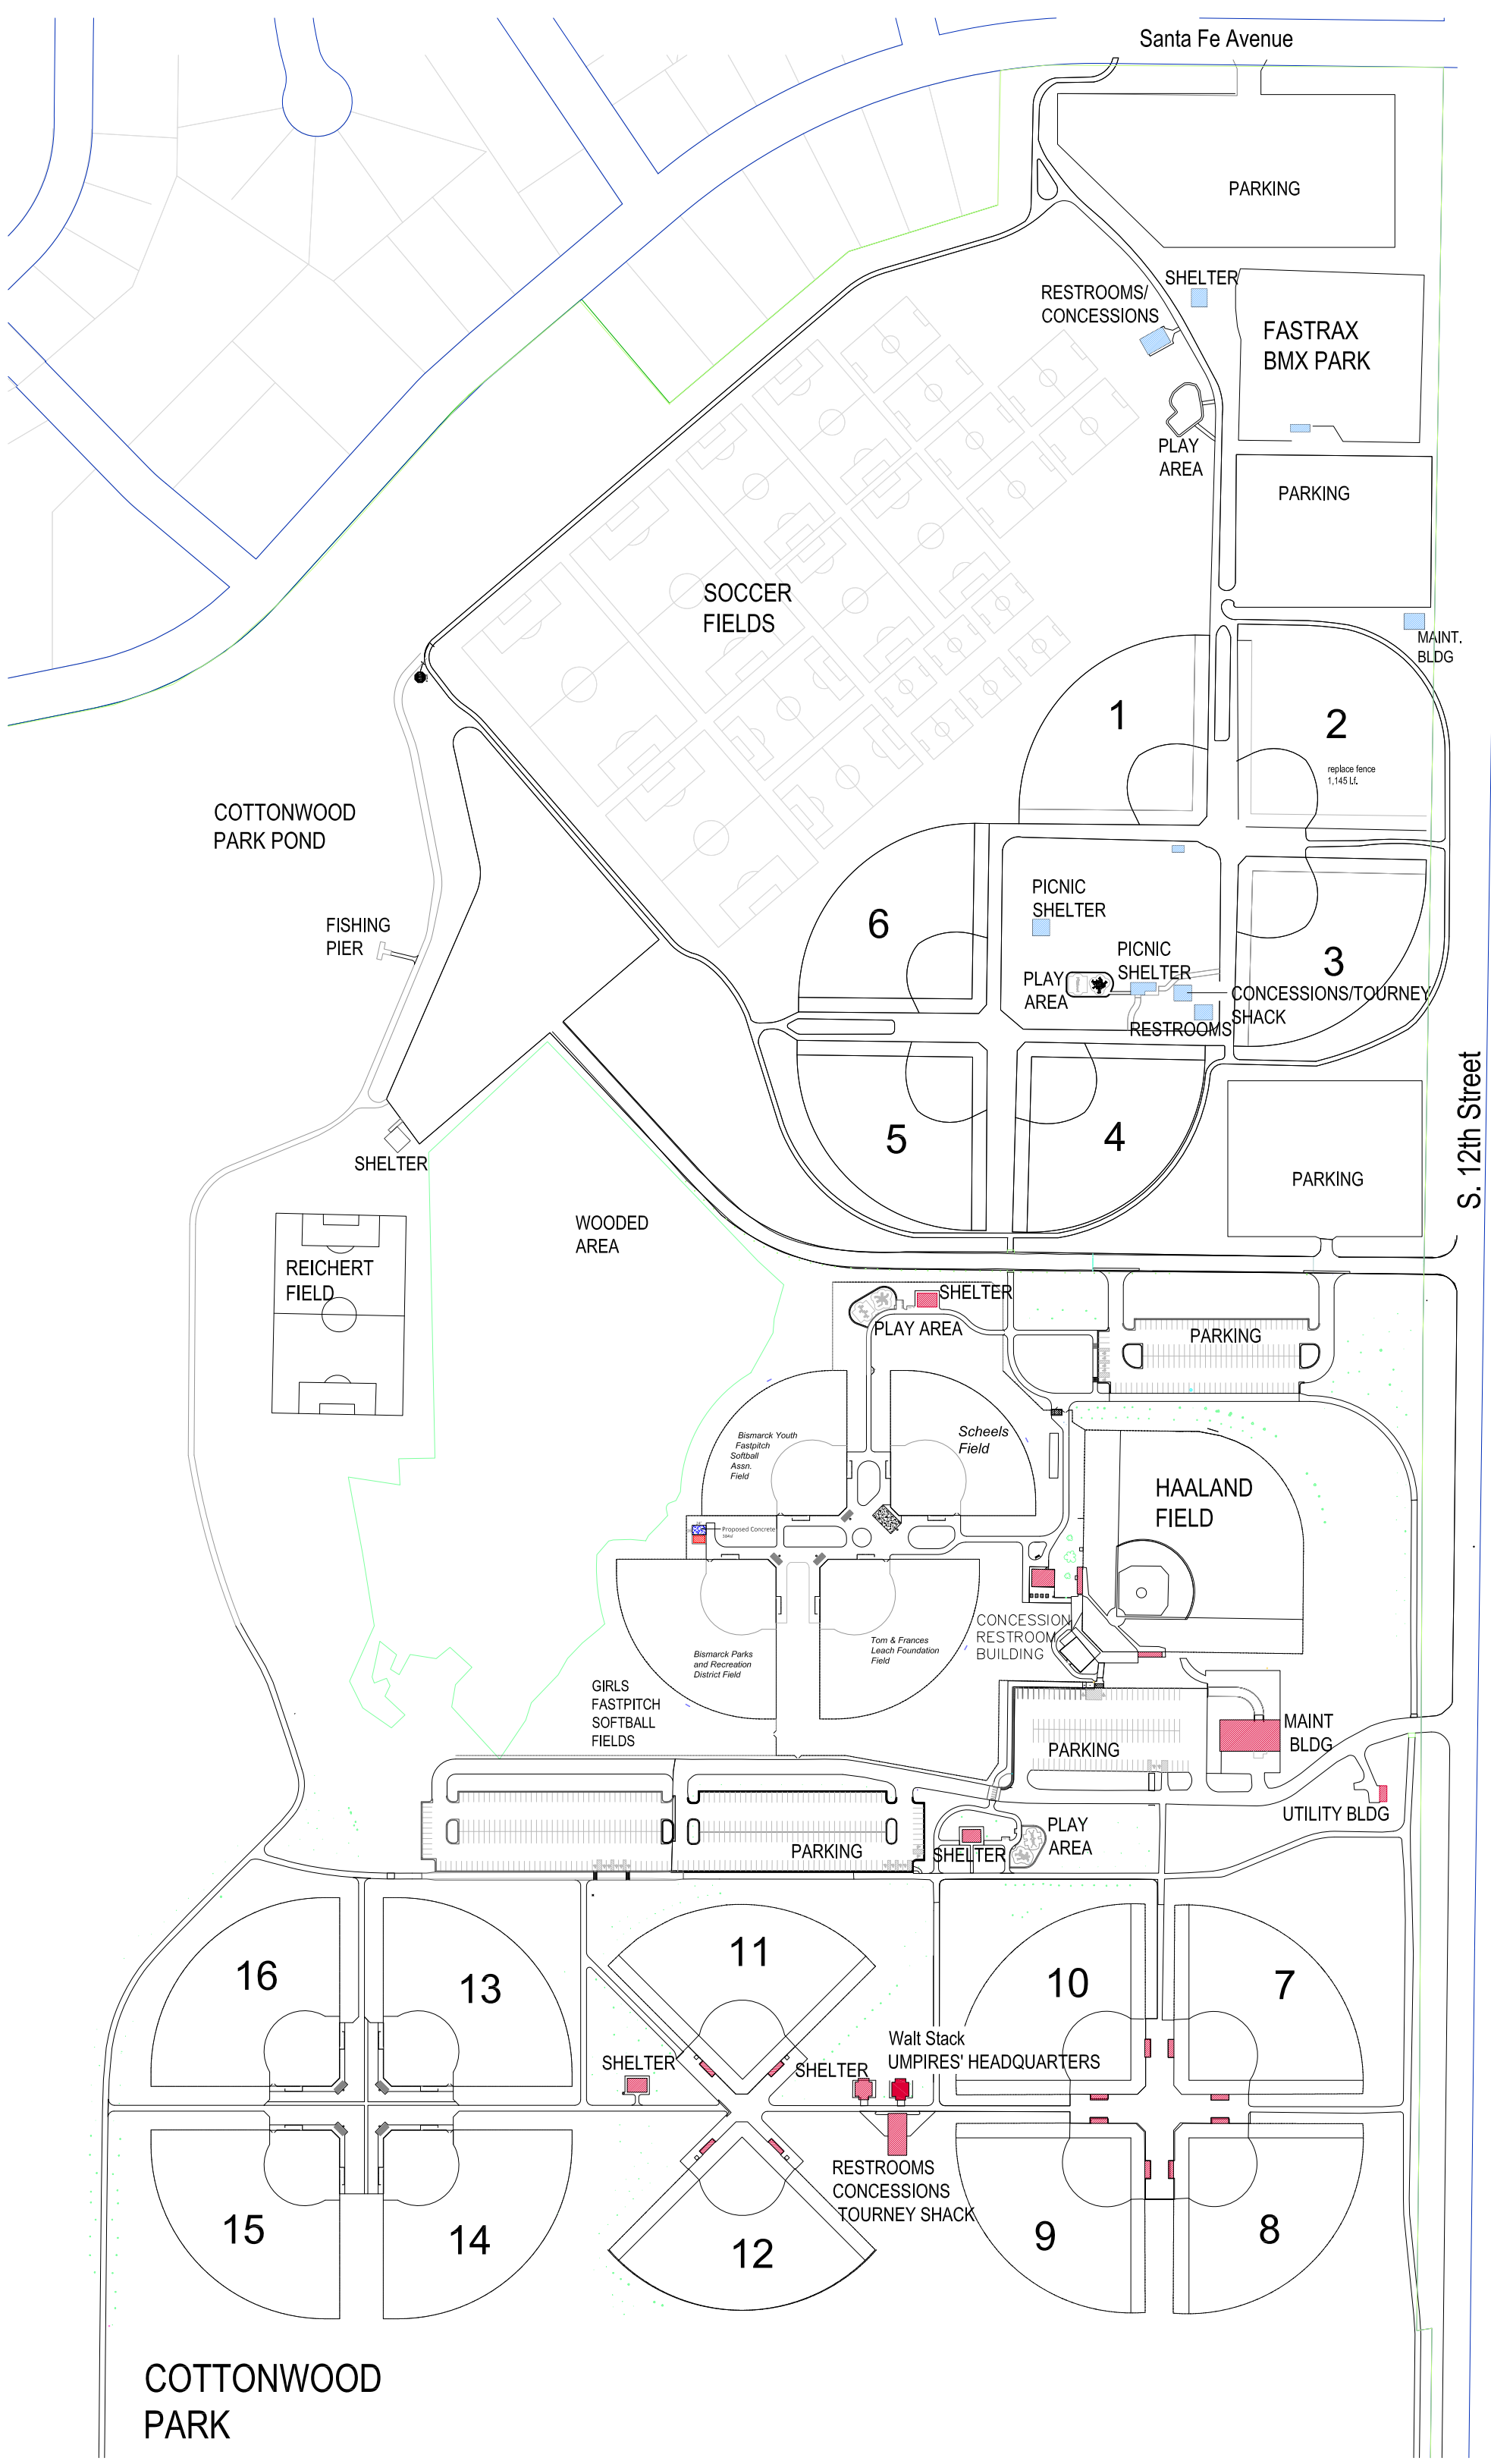 Santa Fe Avenue
PARKING
SHELTER
RESTROOMS/
CONCESSIONS
FASTRAX
BMX PARK
PLAY
AREA
PARKING
SOCCER
FIELDS
MAINT.
BLDG
1
2
replace fence
1,145 Lf.
COTTONWOOD
PARK POND
FISHING
PIER
6
PICNIC
SHELTER
PICNIC
SHELTER
PLAY
AREA
3
CONCESSIONS/TOURNEY
SHACK
RESTROOMS
5
4
S. 12th Street
PARKING
SHELTER
WOODED
AREA
REICHERT
FIELD
SHELTER
PLAY AREA
PARKING
Bismarck Youth
Fastpitch
Softball
Assn.
Field
Scheels
Field
HAALAND
FIELD
Proposed Concrete
Bismarck Parks
and Recreation
District Field
Tom & Frances
Leach Foundation
Field
CONCESSION
RESTROOM
BUILDING
GIRLS
FASTPITCH
SOFTBALL
FIELDS
PARKING
MAINT
BLDG
UTILITY BLDG
PARKING
SHELTER
PLAY
AREA
16
13
11
10
7
Walt Stack
UMPIRES' HEADQUARTERS
SHELTER
SHELTER
RESTROOMS
CONCESSIONS
TOURNEY SHACK
15
14
12
9
8
COTTONWOOD
PARK